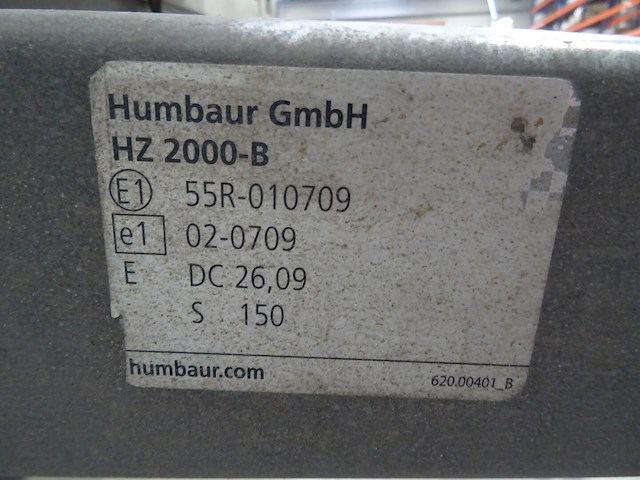 Humbaur GmbH
HZ 2000-B
E1 55R-010709
e1 02-0709
E DC 26,09
S 150
humbaur.com 620.00401_B